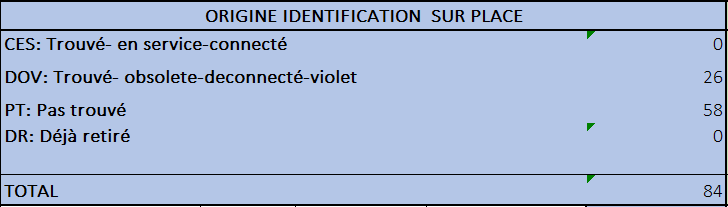 ORIGINE IDENTIFICATION SUR PLACE
CES: Trouvé- en service-connecté 0
DOV: Trouvé- obsolete-deconnecté-violet 26
PT: Pas trouvé 58
DR: Déjà retiré 0
TOTAL 84